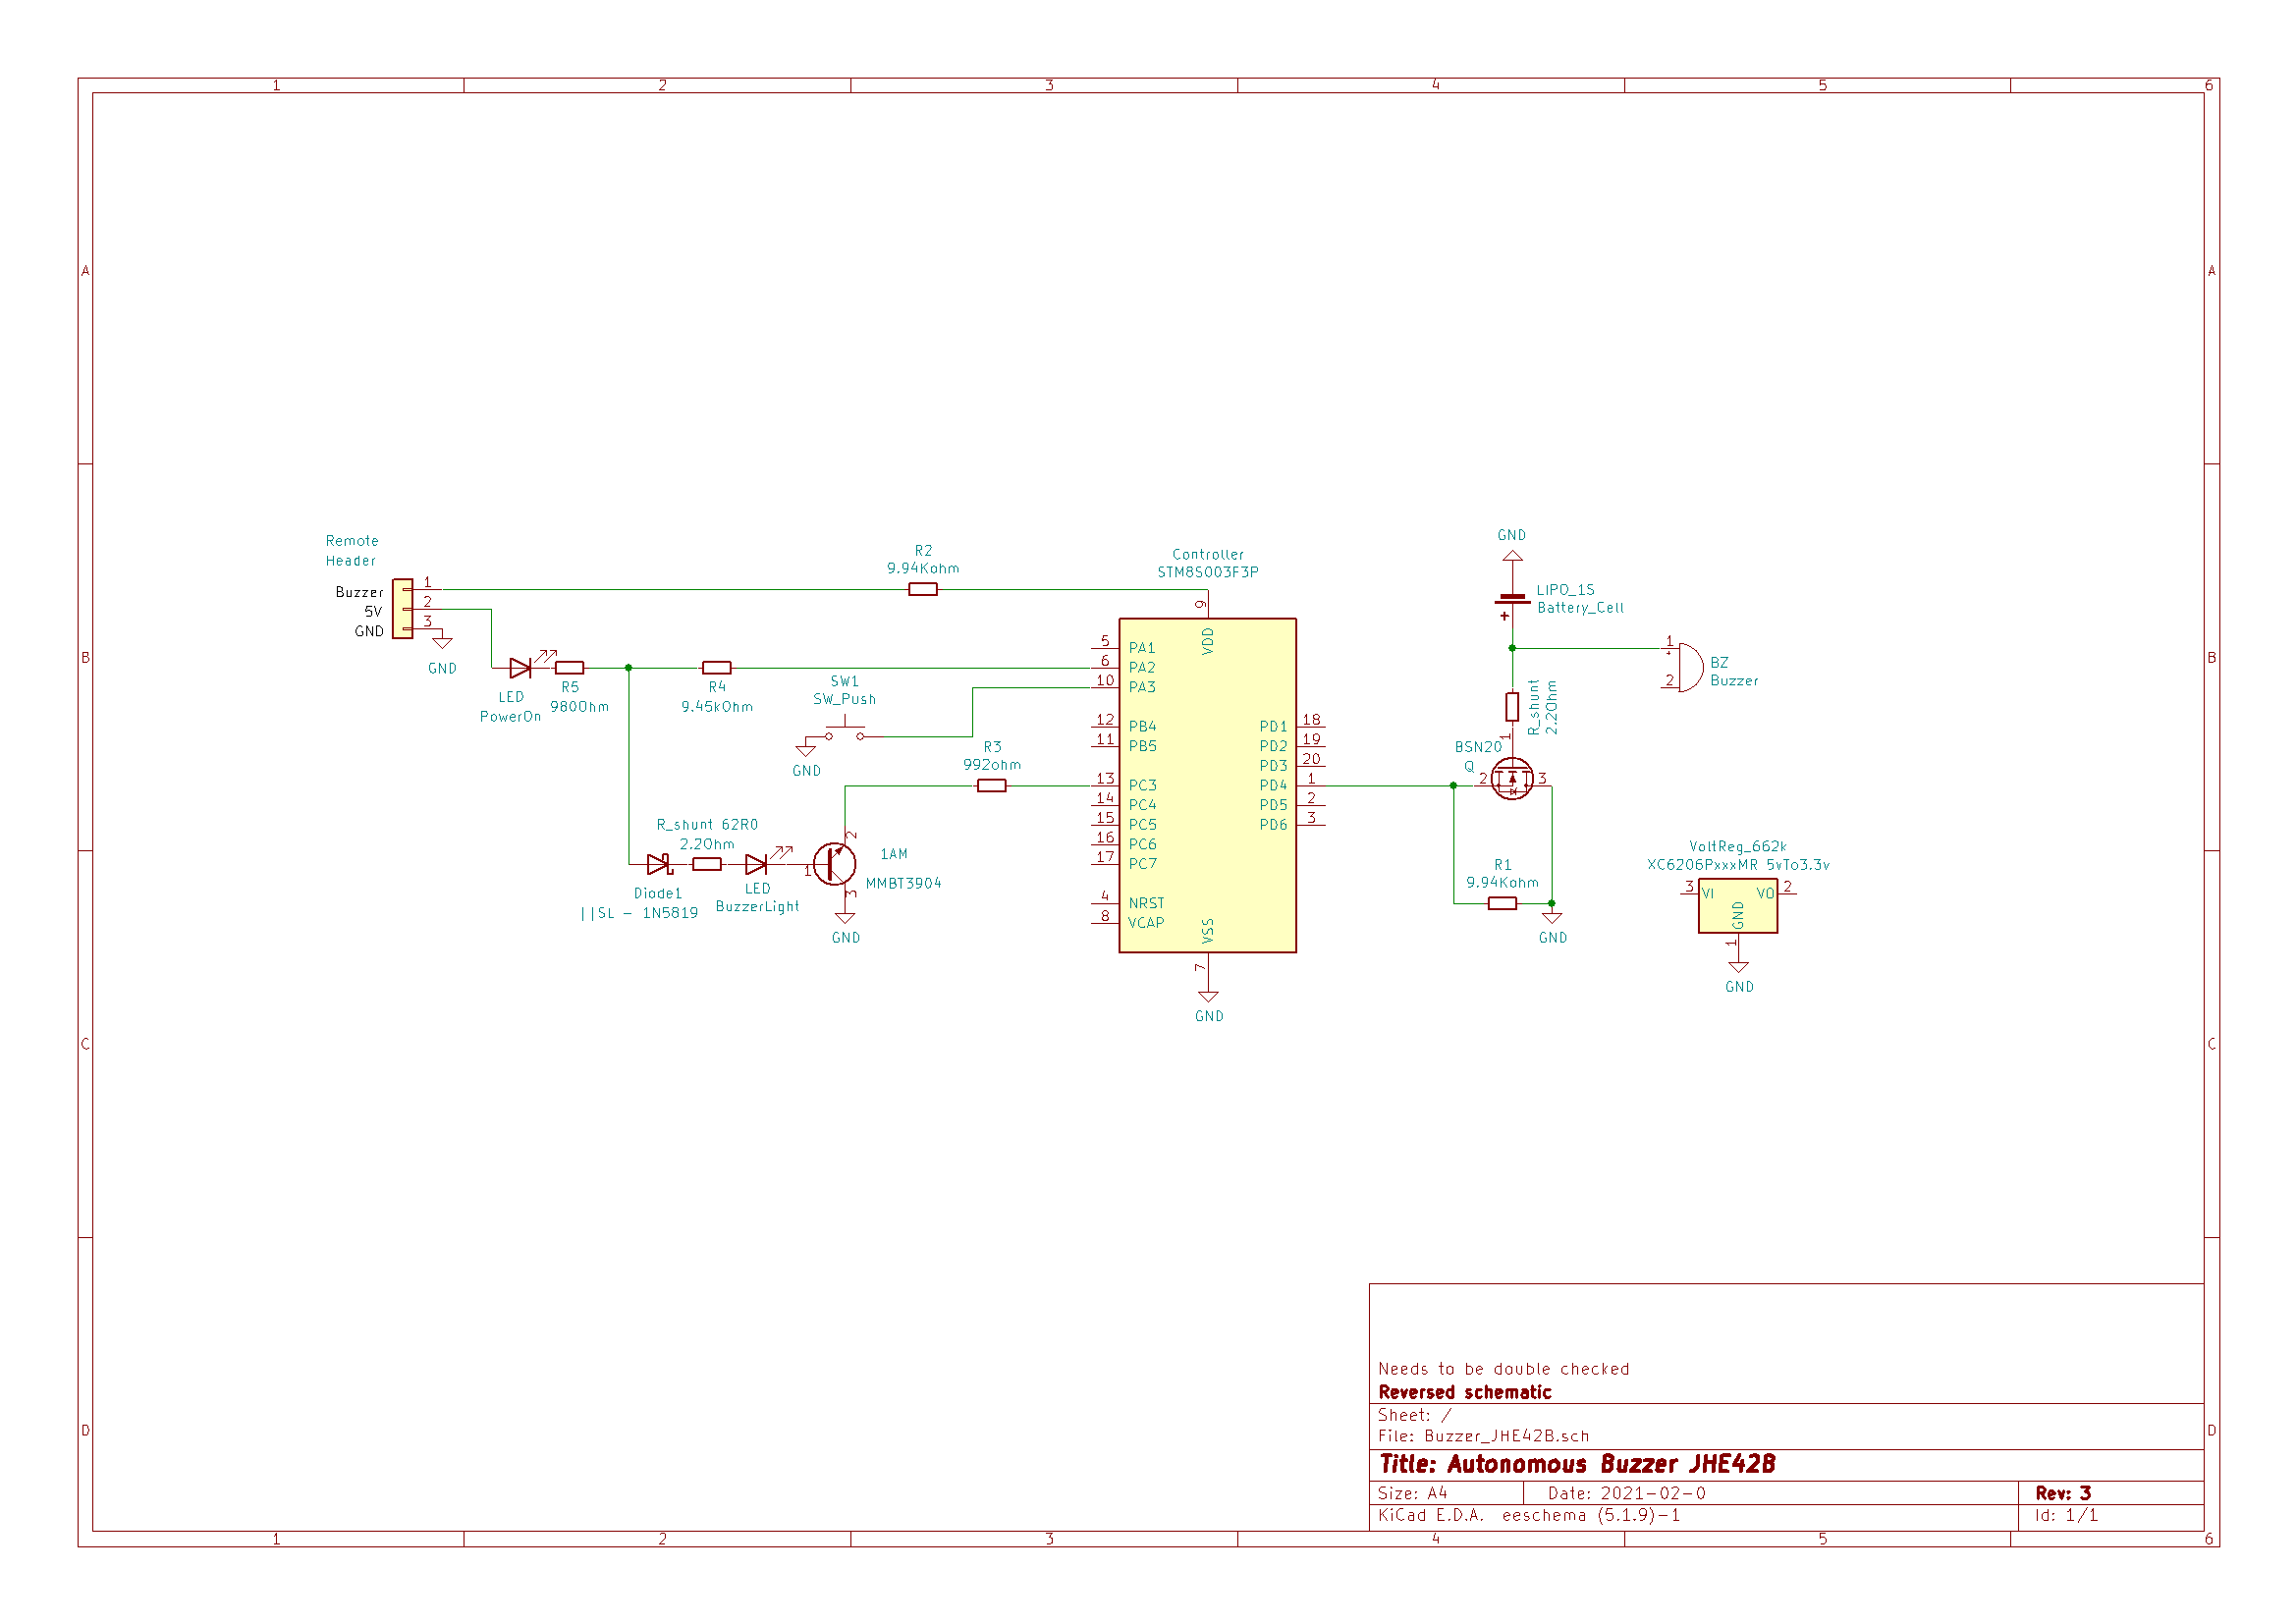 1 2 3 4 5 6
A A
B B
C C
D D
Remote
Header
Buzzer
5V
GND
1
2
3
GND
LED
PowerOn
R5
980Ohm
R4
9.45kOhm
R2
9.94Kohm
SW1
SW_Push
GND
R3
992ohm
R_shunt 62R0
2.2Ohm
Diode1
||SL - 1N5819
LED
BuzzerLight
1
2
3
1AM
MMBT3904
GND
Controller
STM8S003F3P
9
VDD
5 PA1
6 PA2
10 PA3
12 PB4
11 PB5
13 PC3
14 PC4
15 PC5
16 PC6
17 PC7
4 NRST
8 VCAP
PD1 18
PD2 19
PD3 20
PD4 1
PD5 2
PD6 3
VSS
7
GND
GND
LIPO_1S
Battery_Cell
+
1
+
2
BZ
Buzzer
R_shunt
2.2Ohm
BSN20
Q
1
2
3
R1
9.94Kohm
GND
VoltReg_662k
XC6206PxxxMR 5vTo3.3v
3 VI VO 2
GND
1
GND
Needs to be double checked
Reversed schematic
Sheet: /
File: Buzzer_JHE42B.sch
Title: Autonomous Buzzer JHE42B
Size: A4 Date: 2021-02-0 Rev: 3
KiCad E.D.A. eeschema (5.1.9)-1 Id: 1/1
1 2 3 4 5 6